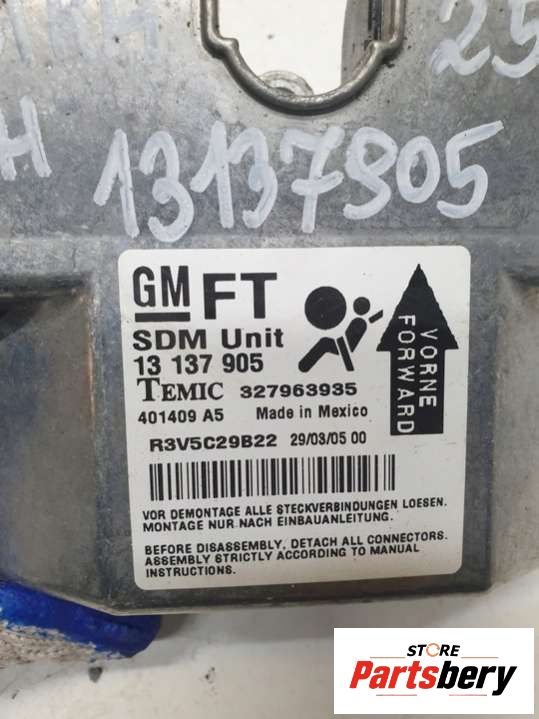 25
H
13137905
GM FT
SDM Unit
13 137 905
TEMIC 327963935
401409 A5 Made in Mexico
R3V5C29B22 29/03/05 00
VORNE
FORWARD
VOR DEMONTAGE ALLE STECKVERBINDUNGEN LOESEN.
MONTAGE NUR NACH EINBAUANLEITUNG.
BEFORE DISASSEMBLY, DETACH ALL CONNECTORS.
ASSEMBLY STRICTLY ACCORDING TO MANUAL
INSTRUCTIONS.
STORE
Partsbery